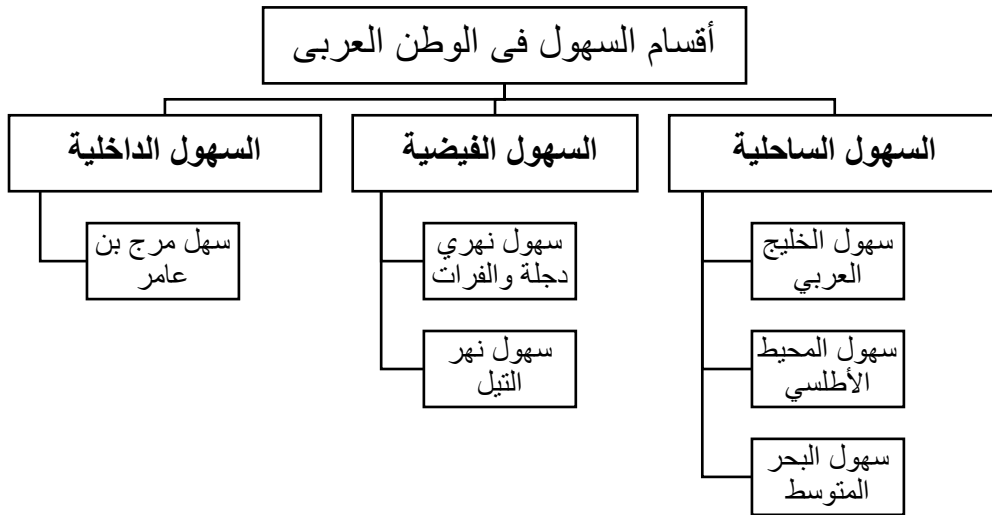 أقسام السهول فى الوطن العربى
السهول الساحلية
السهول الفيضية
السهول الداخلية
سهول الخليج
العربي
سهول المحيط
الأطلسي
سهول البحر
المتوسط
سهول نهري
دجلة والفرات
سهول نهر
التيل
سهل مرج بن
عامر